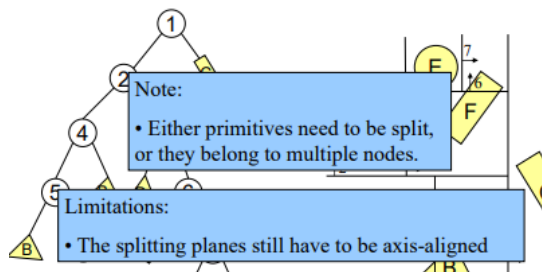 1
2
E
7
6
F
Note:
• Either primitives need to be split,
or they belong to multiple nodes.
4
5
B
Limitations:
• The splitting planes still have to be axis-aligned
B